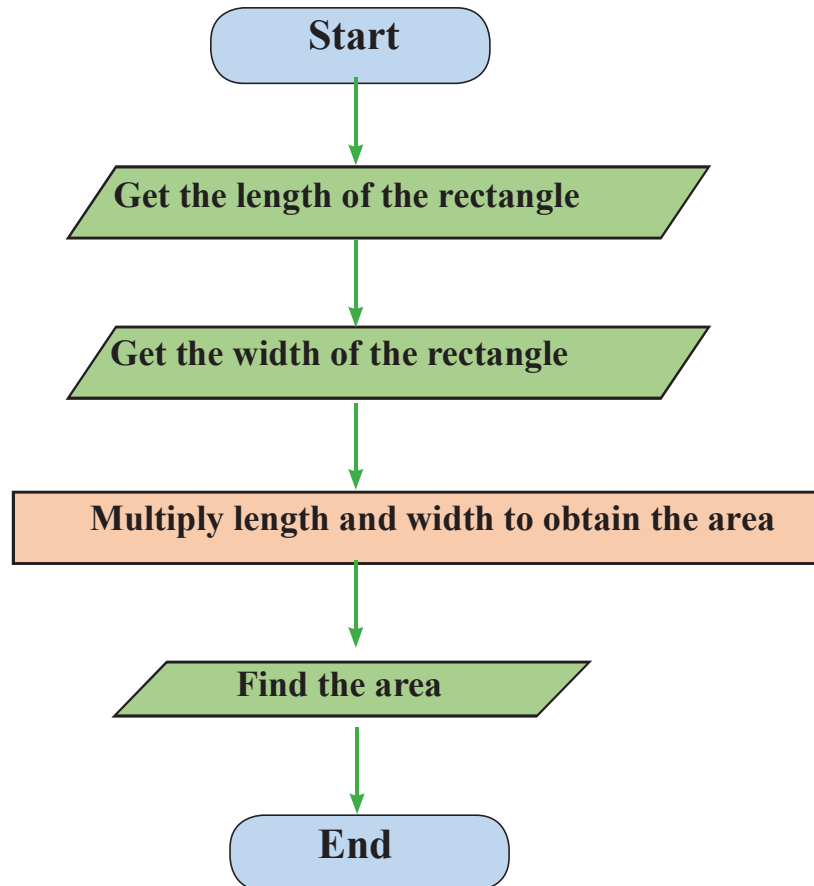 Start
Get the length of the rectangle
Get the width of the rectangle
Multiply length and width to obtain the area
Find the area
End